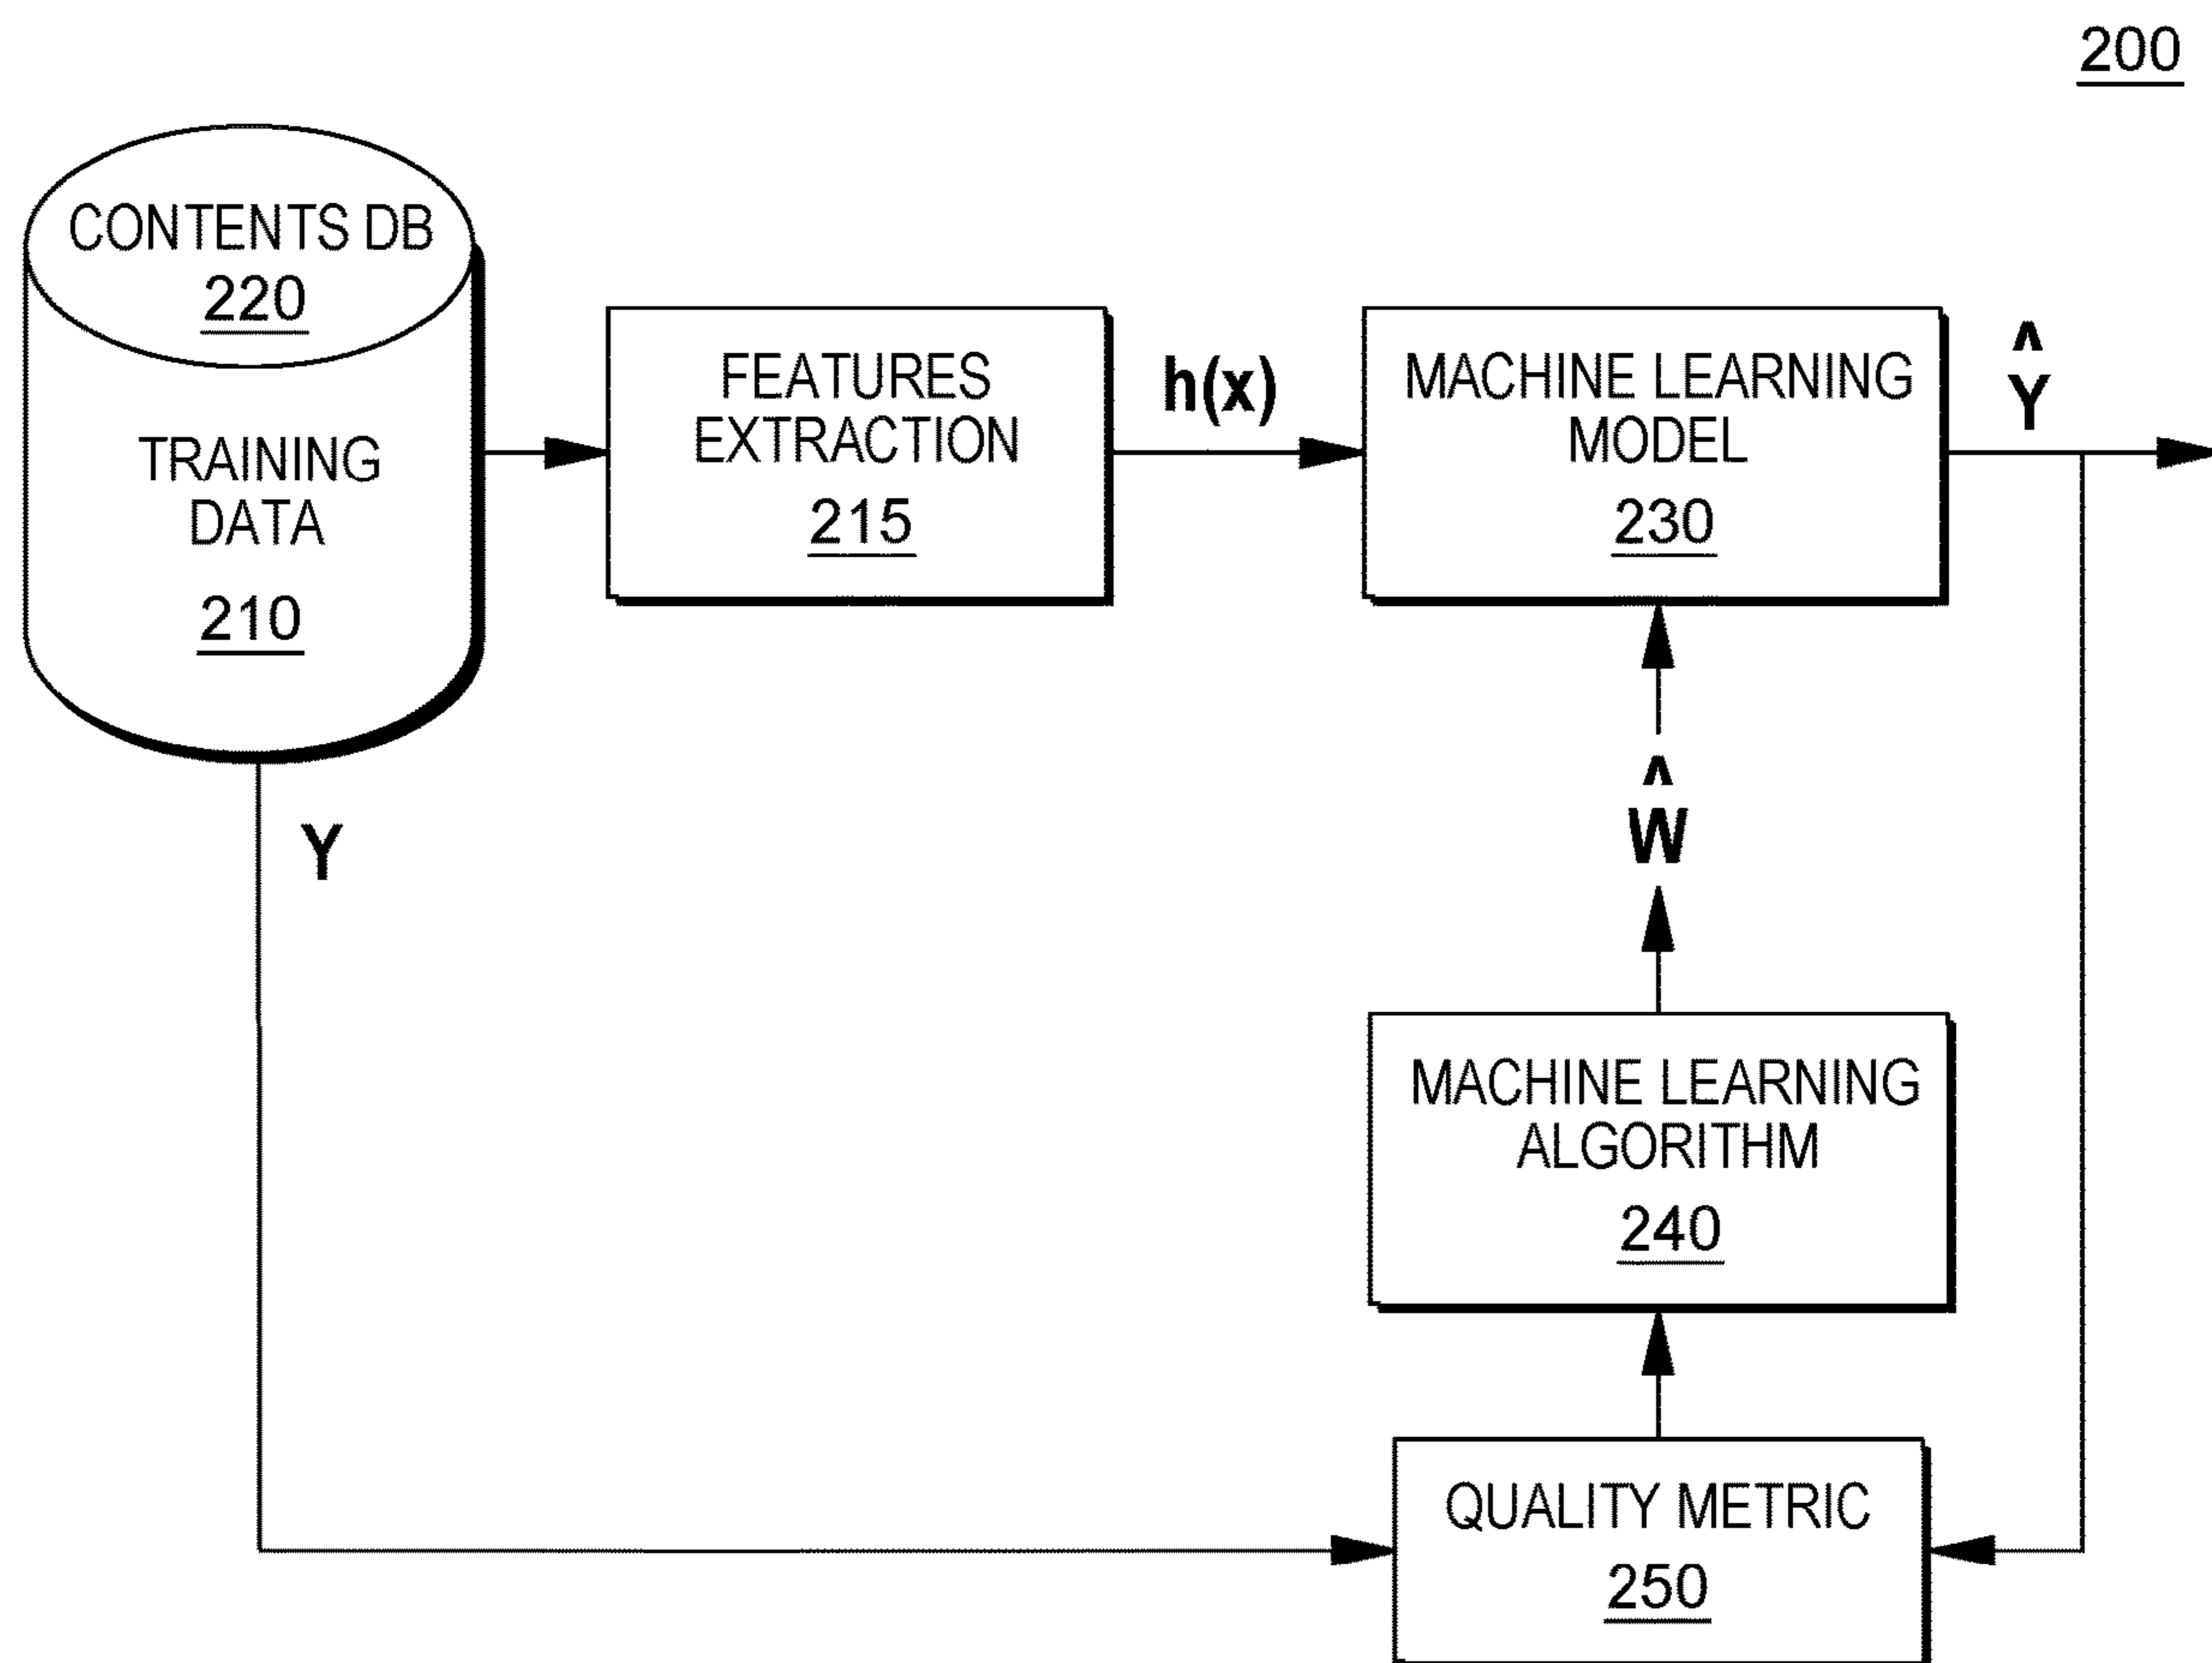 200
CONTENTS DB
220
TRAINING
DATA
210
FEATURES
EXTRACTION
215
h(x)
MACHINE LEARNING
MODEL
230
Ŷ
Y
Ŵ
MACHINE LEARNING
ALGORITHM
240
QUALITY METRIC
250